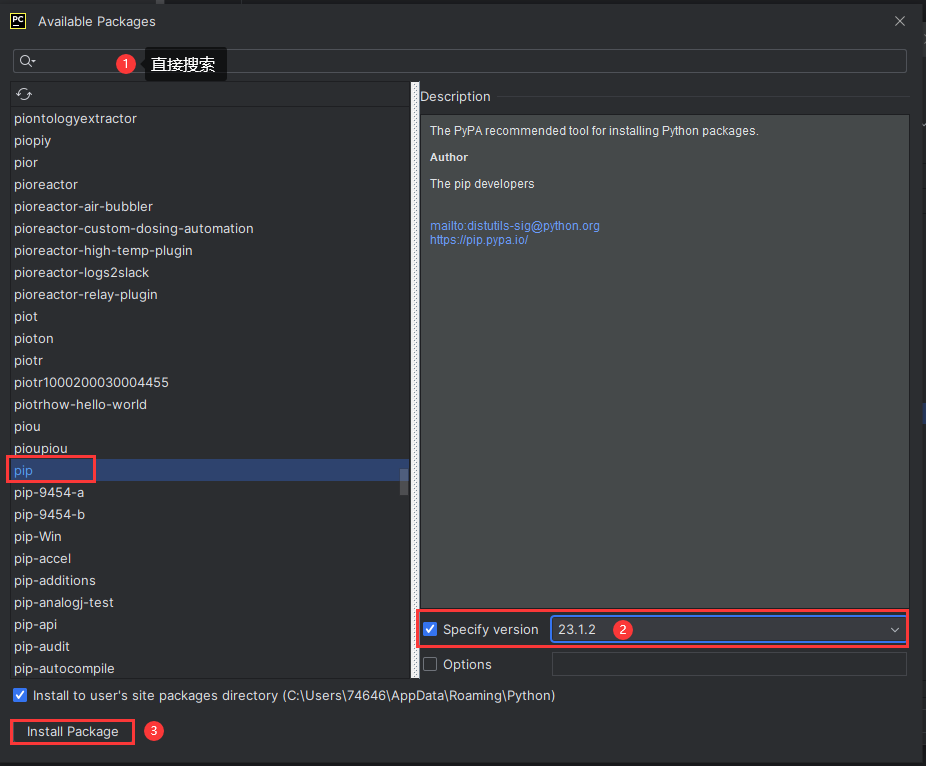 PC Available Packages
1 直接搜索
Description
piontologyextractor
piopiy
pior
pioreactor
pioreactor-air-bubbler
pioreactor-custom-dosing-automation
pioreactor-high-temp-plugin
pioreactor-logs2slack
pioreactor-relay-plugin
piot
pioton
piotr
piotr1000200030004455
piotrhow-hello-world
piou
pioupiou
pip
pip-9454-a
pip-9454-b
pip-Win
pip-accel
pip-additions
pip-analogj-test
pip-api
pip-audit
pip-autocompile
The PyPA recommended tool for installing Python packages.
Author
The pip developers
mailto:distutils-sig@python.org
https://pip.pypa.io/
Specify version 23.1.2 2
Options
Install to user's site packages directory (C:\Users\74646\AppData\Roaming\Python)
Install Package 3